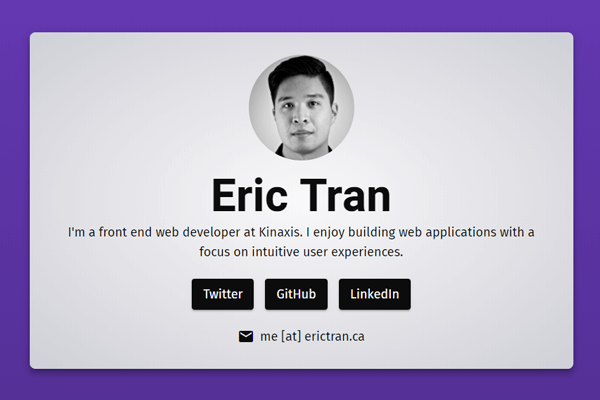 Eric Tran
I'm a front end web developer at Kinaxis. I enjoy building web applications with a
focus on intuitive user experiences.
Twitter GitHub LinkedIn
me [at] erictran.ca